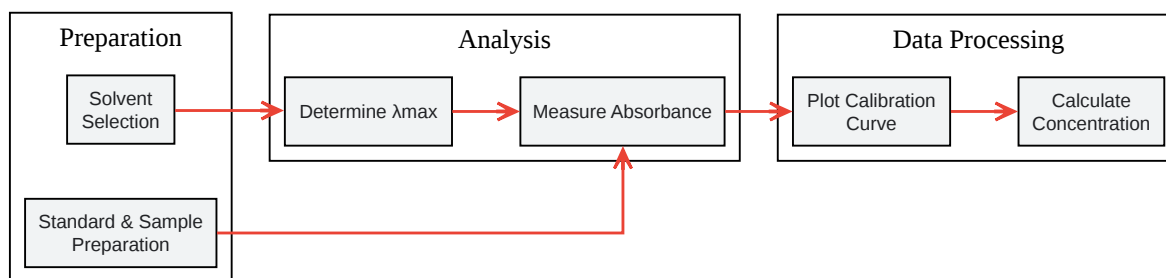 Preparation
Solvent
Selection
Standard & Sample
Preparation
Analysis
Determine λmax
Measure Absorbance
Data Processing
Plot Calibration
Curve
Calculate
Concentration